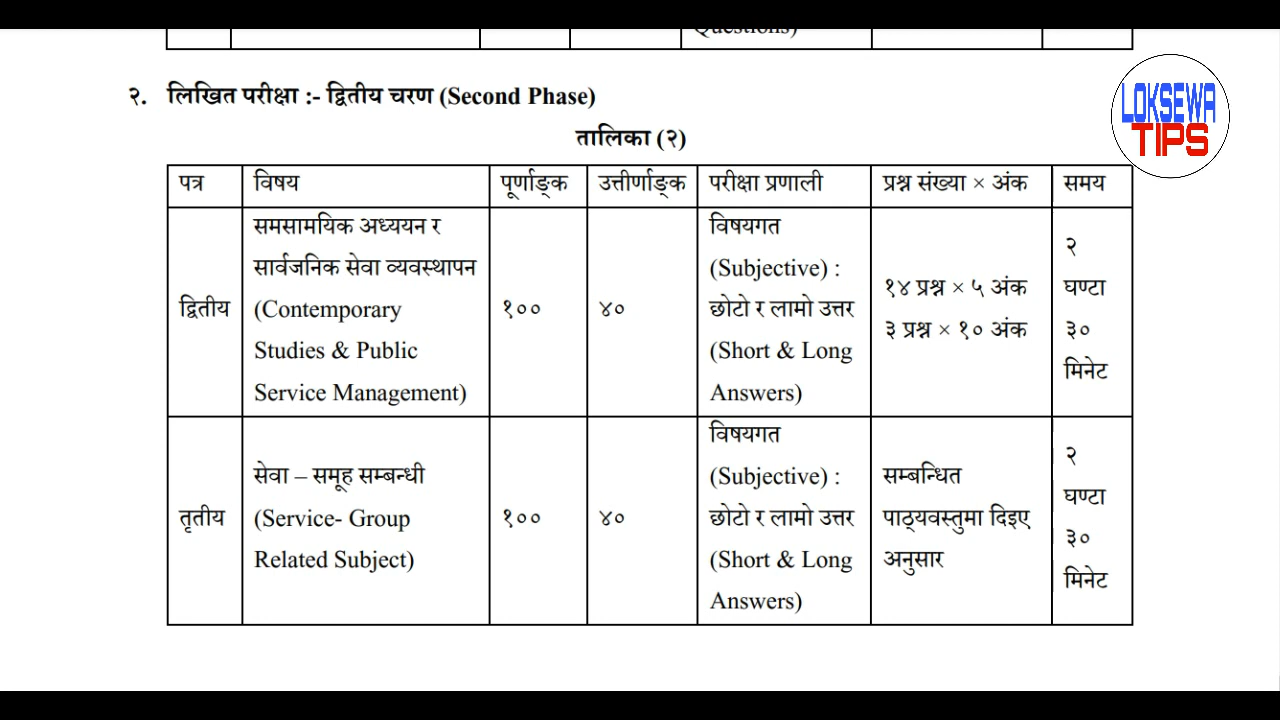 Questions)
२. लिखित परीक्षा :- द्वितीय चरण (Second Phase)
LOKSEWA
TIPS
तालिका (२)
पत्र विषय पूर्णाङ्क उत्तीर्णाङ्क परीक्षा प्रणाली प्रश्न संख्या × अंक समय
द्वितीय
समसामयिक अध्ययन र
सार्वजनिक सेवा व्यवस्थापन
(Contemporary
Studies & Public
Service Management)
१००
४०
विषयगत
(Subjective) :
छोटो र लामो उत्तर
(Short & Long
Answers)
१४ प्रश्न × ५ अंक
३ प्रश्न × १० अंक
२
घण्टा
३०
मिनेट
तृतीय
सेवा – समूह सम्बन्धी
(Service- Group
Related Subject)
१००
४०
विषयगत
(Subjective) :
छोटो र लामो उत्तर
(Short & Long
Answers)
सम्बन्धित
पाठ्यवस्तुमा दिइए
अनुसार
२
घण्टा
३०
मिनेट